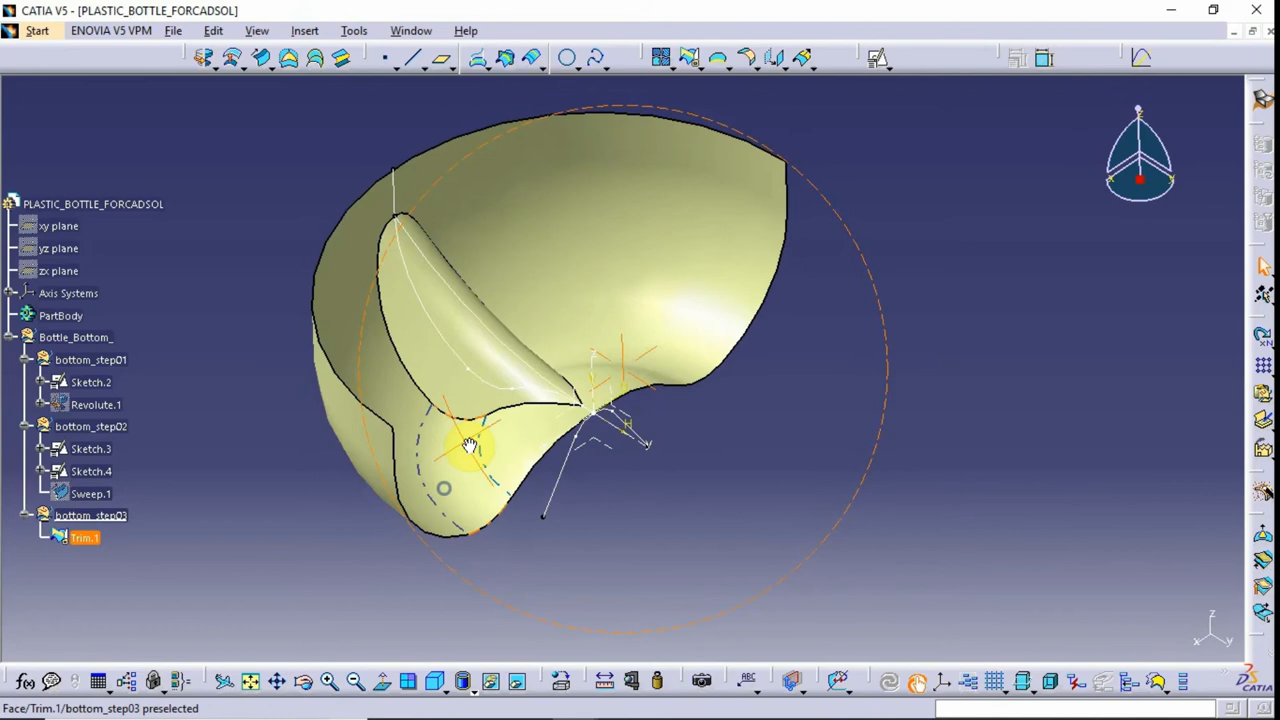 CATIA V5 - [PLASTIC_BOTTLE_FORCADSOL]
Start ENOVIA V5 VPM File Edit View Insert Tools Window Help
z
PLASTIC_BOTTLE_FORCADSOL
xy plane
yz plane
zx plane
Axis Systems
PartBody
Bottle_Bottom_
bottom_step01
Sketch.2
Revolute.1
bottom_step02
Sketch.3
Sketch.4
Sweep.1
bottom_step03
Trim.1
H
z
x
y
f(x)
ABC
CATIA
Face/Trim.1/bottom_step03 preselected